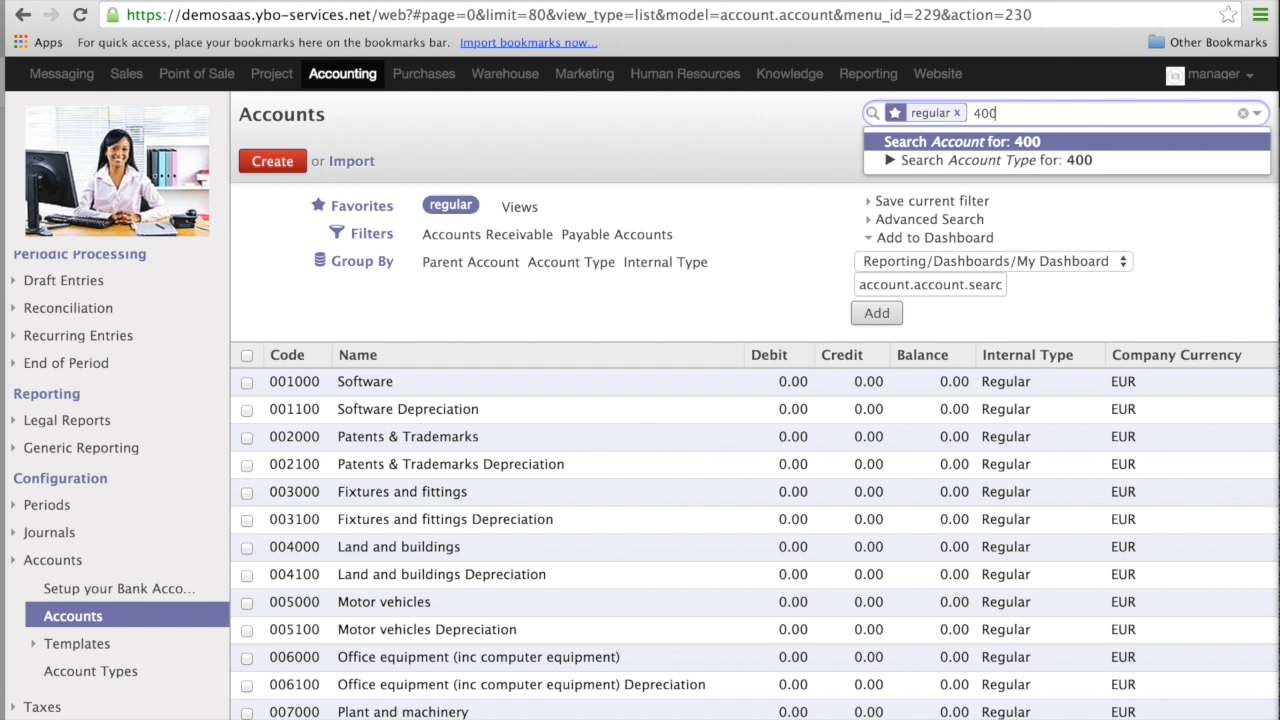 https://demosaas.ybo-services.net/web?#page=0&limit=80&view_type=list&model=account.account&menu_id=229&action=230
Apps For quick access, place your bookmarks here on the bookmarks bar. Import bookmarks now... Other Bookmarks
Messaging Sales Point of Sale Project Accounting Purchases Warehouse Marketing Human Resources Knowledge Reporting Website manager
Accounts
regular x 400
Search Account for: 400
Search Account Type for: 400
Create or Import
Favorites regular Views
Filters Accounts Receivable Payable Accounts
Group By Parent Account Account Type Internal Type
Save current filter
Advanced Search
Add to Dashboard
Reporting/Dashboards/My Dashboard
account.account.searc
Add
Periodic Processing
Draft Entries
Reconciliation
Recurring Entries
End of Period
Reporting
Legal Reports
Generic Reporting
Configuration
Periods
Journals
Accounts
Setup your Bank Acco...
Accounts
Templates
Account Types
Taxes
Code Name Debit Credit Balance Internal Type Company Currency
001000 Software 0.00 0.00 0.00 Regular EUR
001100 Software Depreciation 0.00 0.00 0.00 Regular EUR
002000 Patents & Trademarks 0.00 0.00 0.00 Regular EUR
002100 Patents & Trademarks Depreciation 0.00 0.00 0.00 Regular EUR
003000 Fixtures and fittings 0.00 0.00 0.00 Regular EUR
003100 Fixtures and fittings Depreciation 0.00 0.00 0.00 Regular EUR
004000 Land and buildings 0.00 0.00 0.00 Regular EUR
004100 Land and buildings Depreciation 0.00 0.00 0.00 Regular EUR
005000 Motor vehicles 0.00 0.00 0.00 Regular EUR
005100 Motor vehicles Depreciation 0.00 0.00 0.00 Regular EUR
006000 Office equipment (inc computer equipment) 0.00 0.00 0.00 Regular EUR
006100 Office equipment (inc computer equipment) Depreciation 0.00 0.00 0.00 Regular EUR
007000 Plant and machinery 0.00 0.00 0.00 Regular EUR